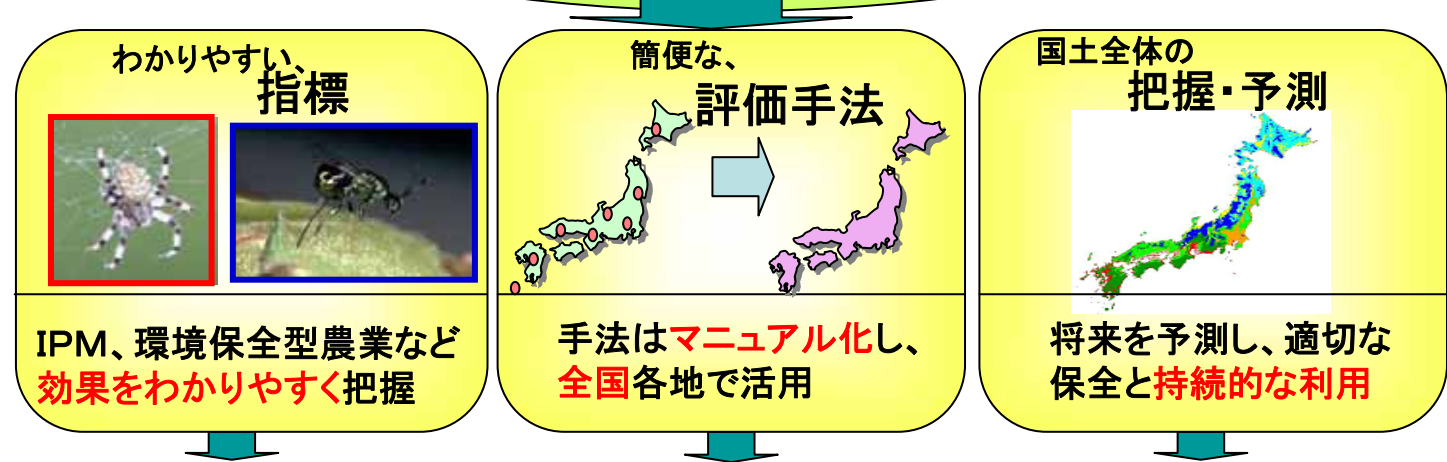 わかりやすい、
指標
IPM、環境保全型農業など
効果をわかりやすく把握
簡便な、
評価手法
手法はマニュアル化し、
全国各地で活用
国土全体の
把握・予測
将来を予測し、適切な
保全と持続的な利用